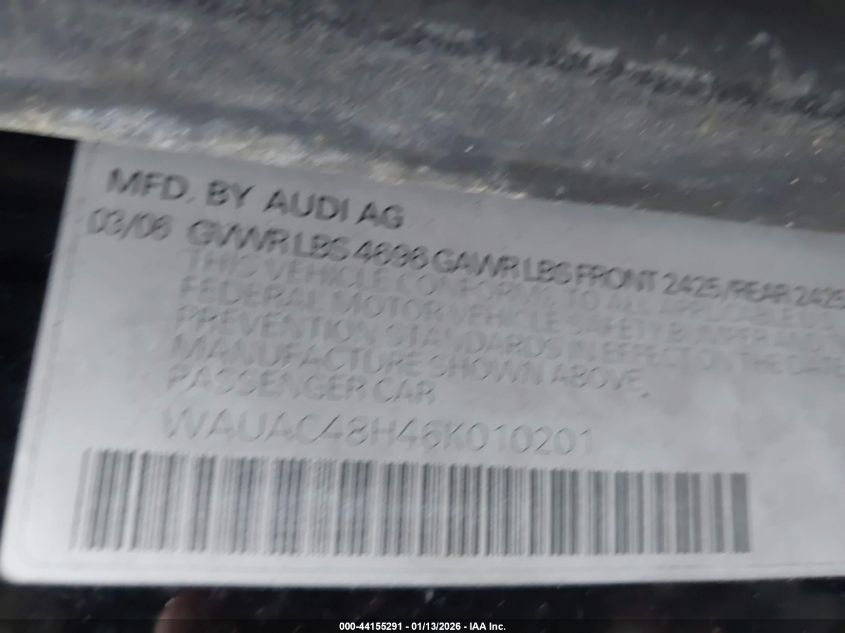 MFD. BY AUDI AG
03/06 GVWR LBS 4696 GAWR LBS FRONT 2425/REAR 2425
THIS VEHICLE CONFORMS TO ALL APPLICABLE U.S.
FEDERAL MOTOR VEHICLE SAFETY BUMPER AND
PREVENTION STANDARDS IN EFFECT ON THE DATE
MANUFACTURE SHOWN ABOVE.
PASSENGER CAR
WAUAC48H46K010201
000-44155291 - 01/13/2026 - IAA Inc.